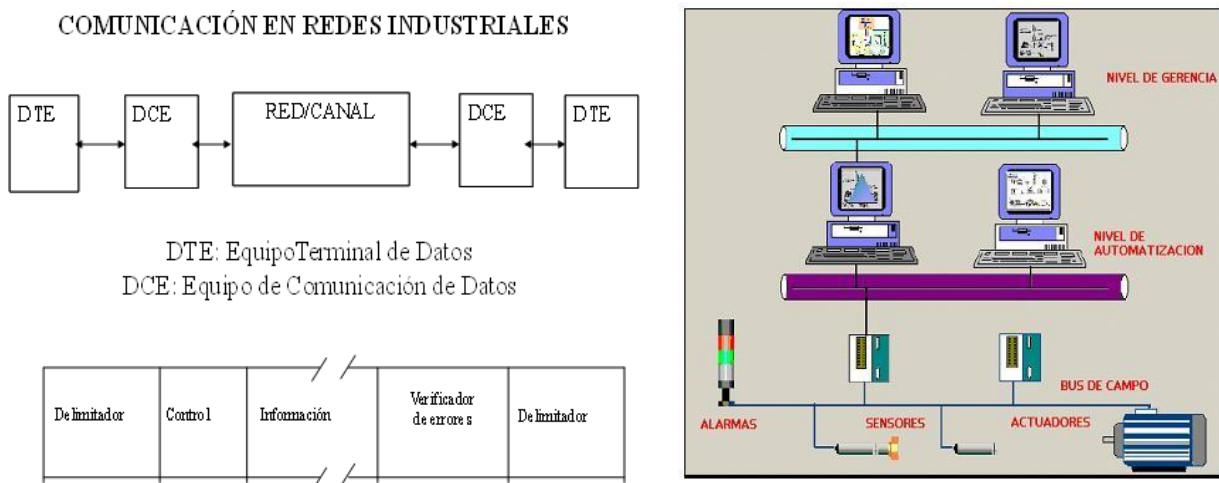 COMUNICACIÓN EN REDES INDUSTRIALES
DTE
DCE
RED/CANAL
DCE
DTE
DTE: EquipoTerminal de Datos
DCE: Equipo de Comunicación de Datos
Delimitador
Control
Información
Verificador
de errores
Delimitador
NIVEL DE GERENCIA
NIVEL DE
AUTOMATIZACION
BUS DE CAMPO
ALARMAS
SENSORES
ACTUADORES